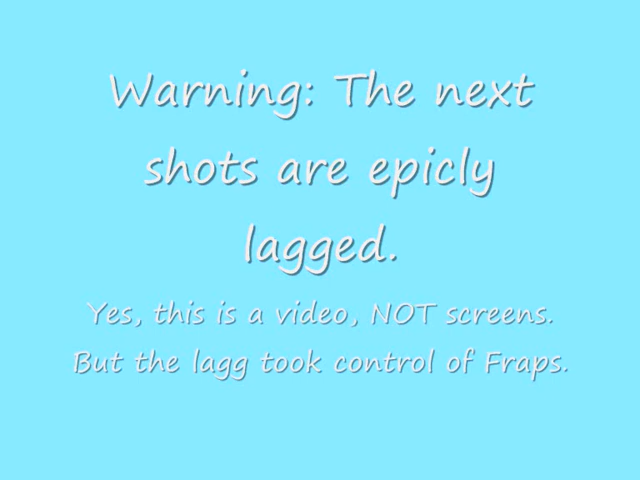 Warning: The next
shots are epicly
lagged.
Yes, this is a video, NOT screens.
But the lagg took control of Fraps.